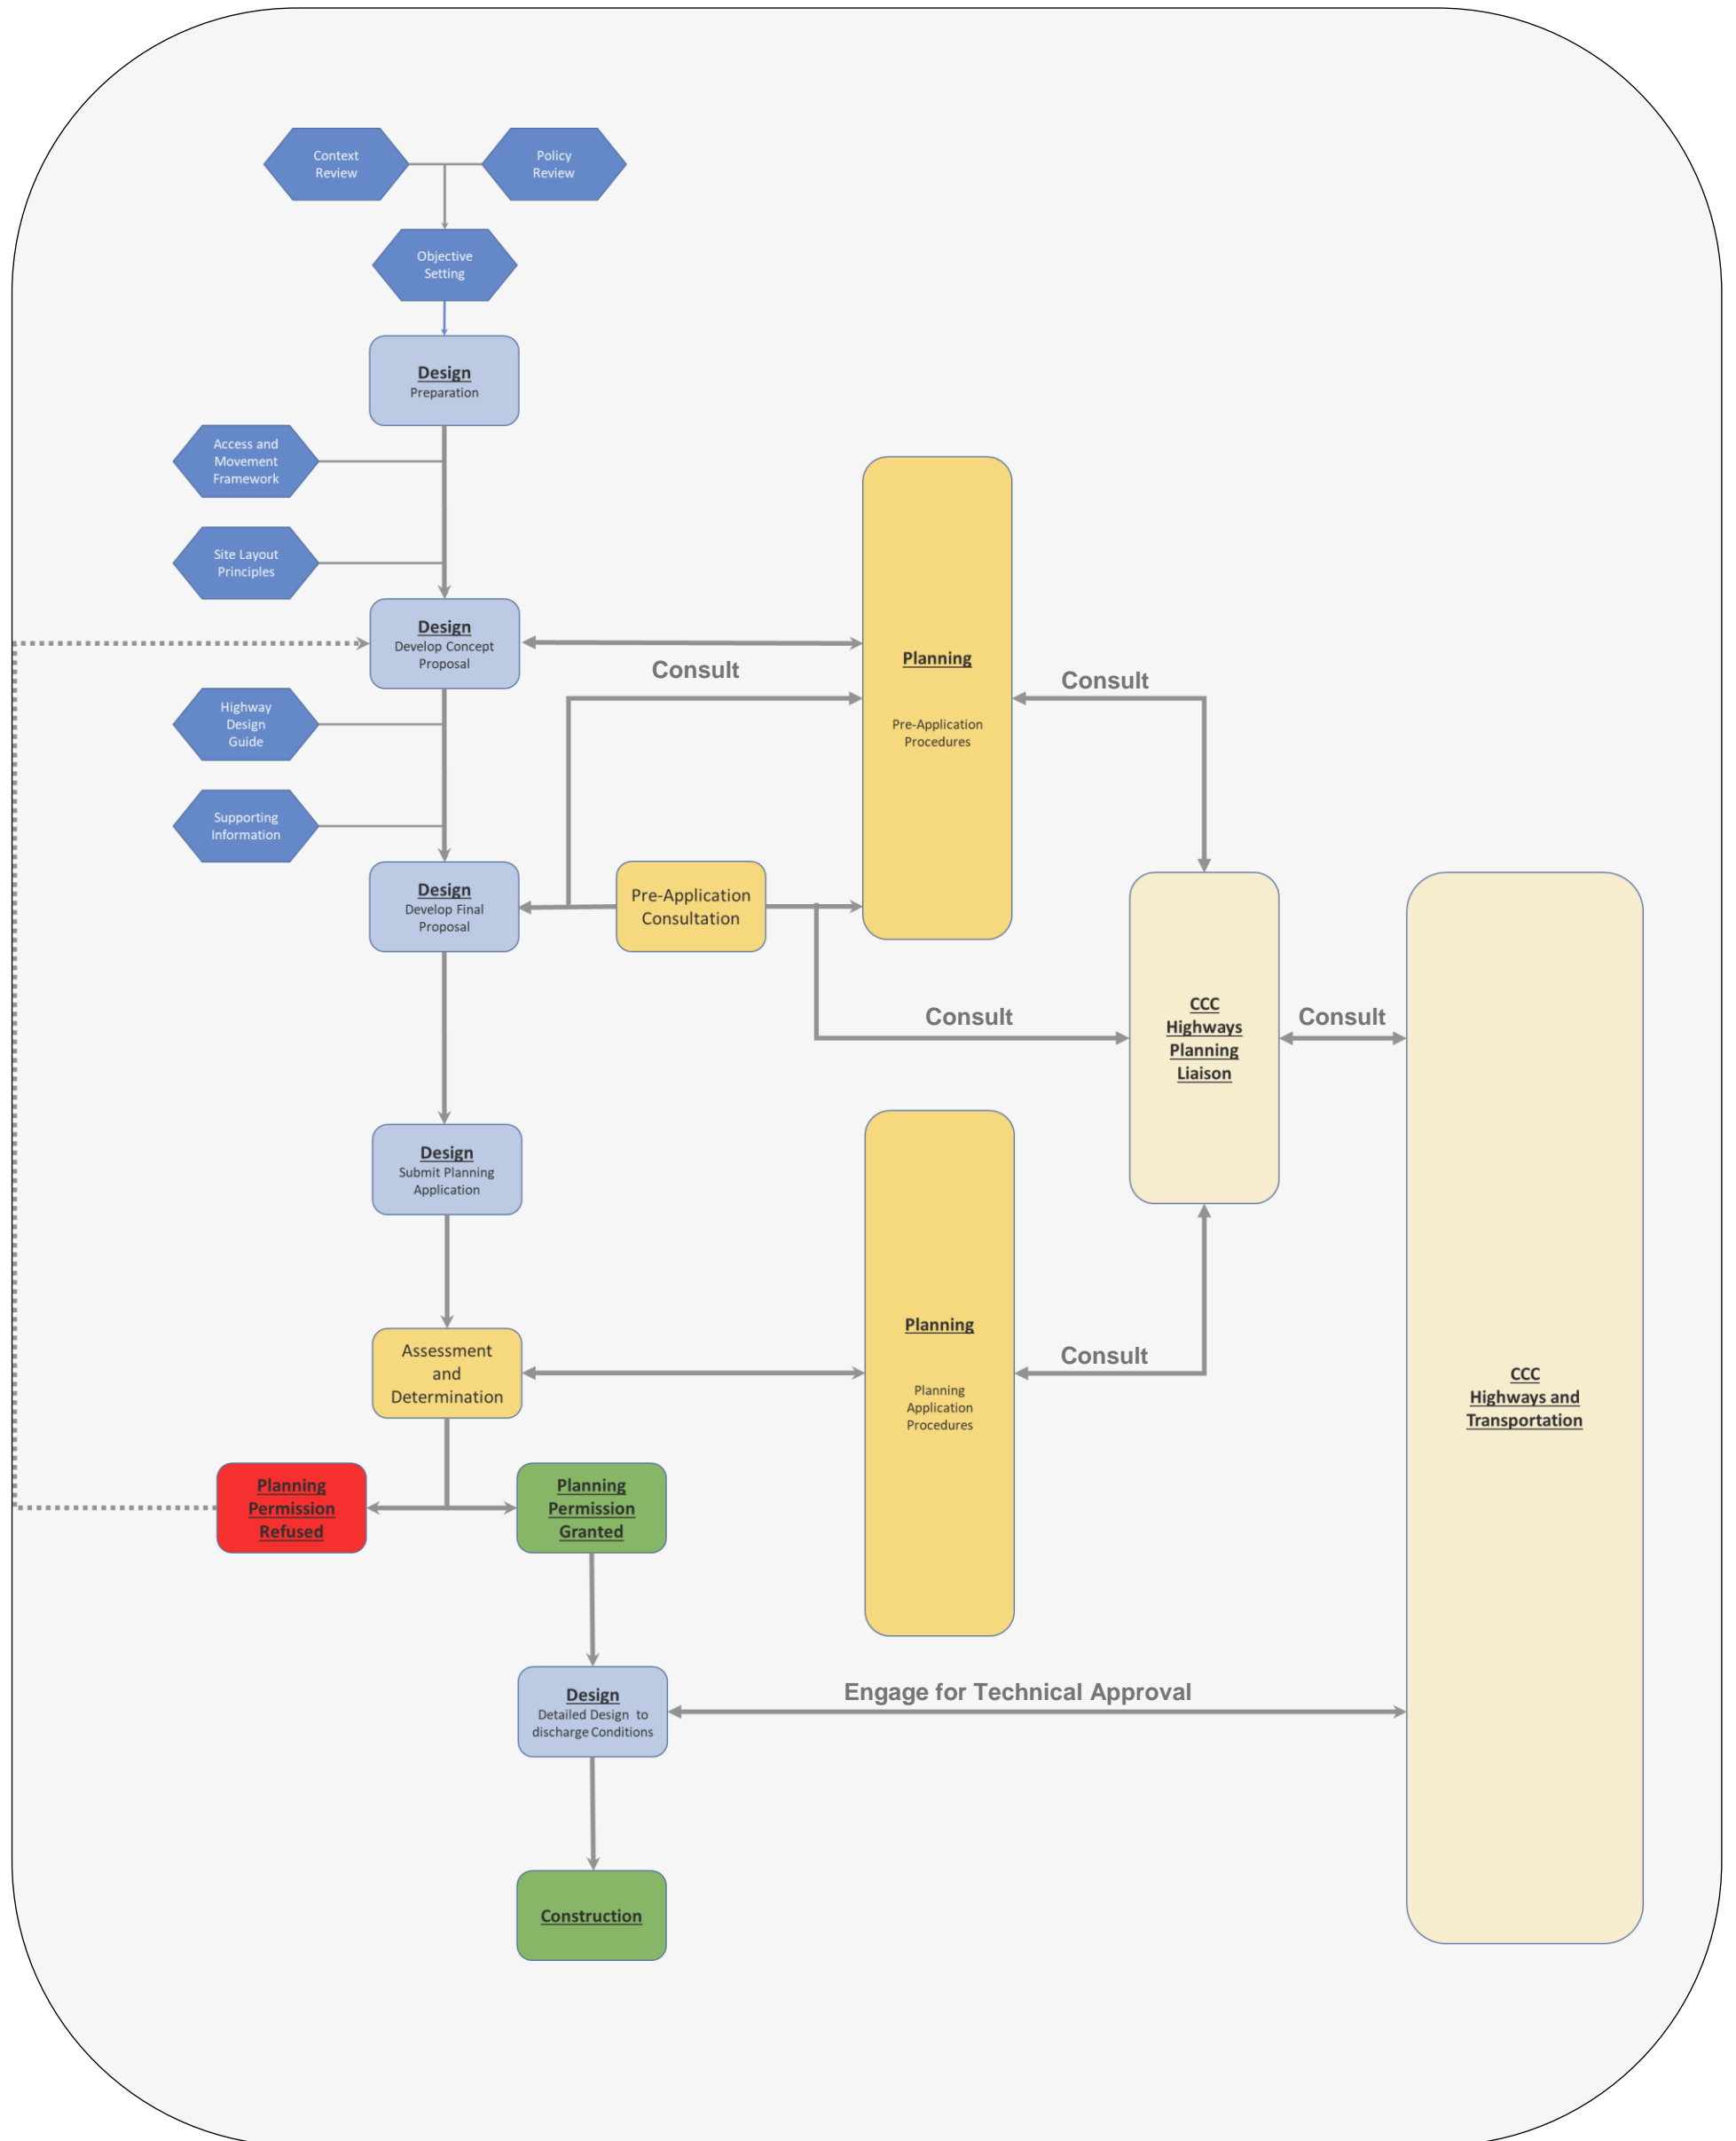 Context
Review
Policy
Review
Objective
Setting
Design
Preparation
Access and
Movement
Framework
Site Layout
Principles
Design
Develop Concept
Proposal
Consult
Planning
Pre-Application
Procedures
Consult
Highway
Design
Guide
Supporting
Information
Design
Develop Final
Proposal
Pre-Application
Consultation
Consult
CCC
Highways
Planning
Liaison
Consult
Design
Submit Planning
Application
Assessment
and
Determination
Planning
Planning
Application
Procedures
Consult
CCC
Highways and
Transportation
Planning
Permission
Refused
Planning
Permission
Granted
Design
Detailed Design to
discharge Conditions
Engage for Technical Approval
Construction